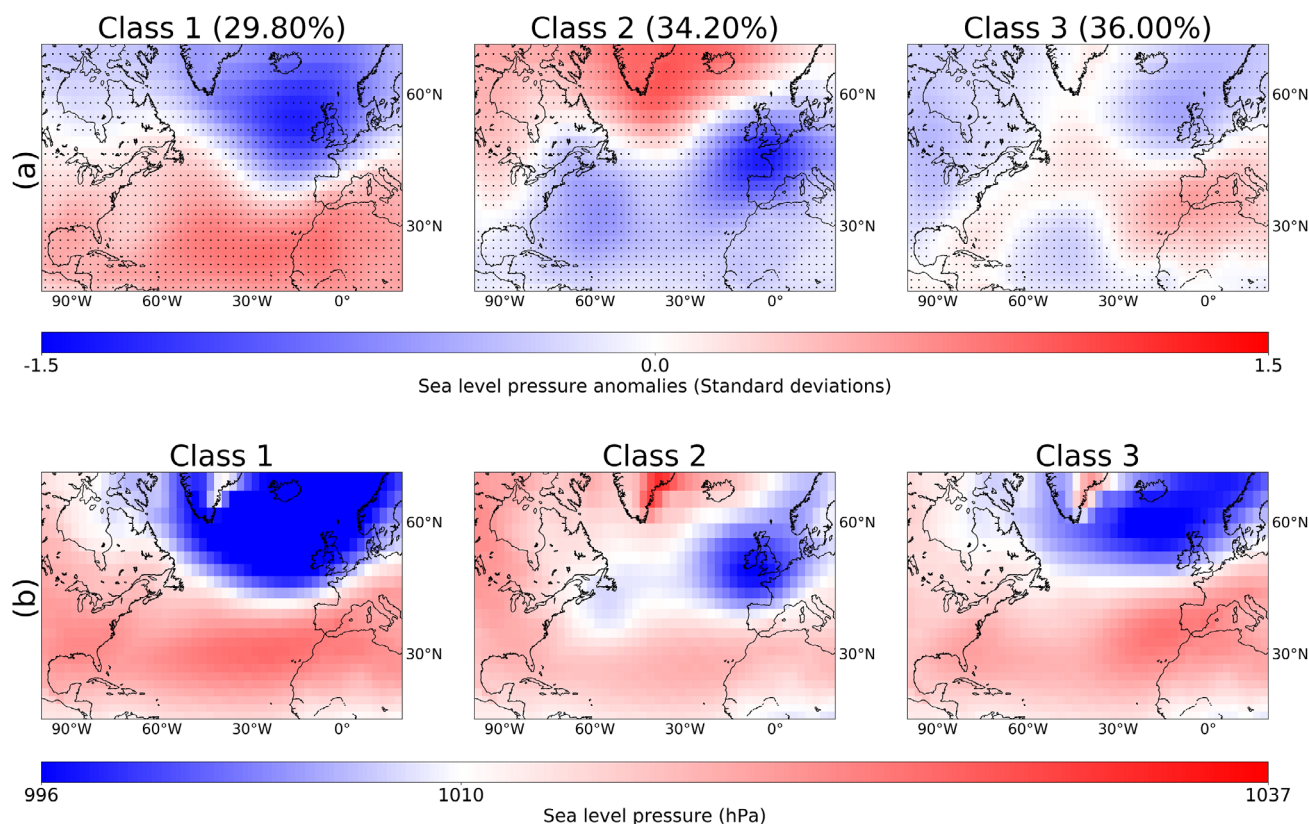 Class 1 (29.80%) Class 2 (34.20%) Class 3 (36.00%)
(a)
60°N 60°N 60°N
30°N 30°N 30°N
90°W 60°W 30°W 0° 90°W 60°W 30°W 0° 90°W 60°W 30°W 0°
-1.5 0.0 1.5
Sea level pressure anomalies (Standard deviations)
Class 1 Class 2 Class 3
(b)
60°N 60°N 60°N
30°N 30°N 30°N
90°W 60°W 30°W 0° 90°W 60°W 30°W 0° 90°W 60°W 30°W 0°
996 1010 1037
Sea level pressure (hPa)